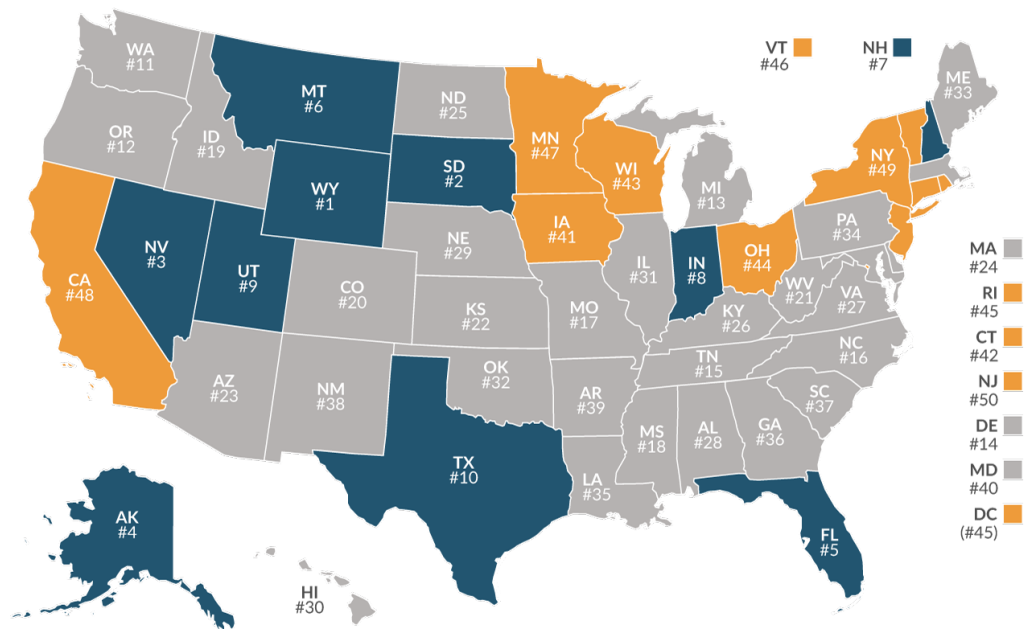 VT
#46
NH
#7
WA
#11
MT
#6
ND
#25
MN
#47
ME
#33
OR
#12
ID
#19
SD
#2
WI
#43
NY
#49
WY
#1
MI
#13
NV
#3
UT
#9
NE
#29
IA
#41
PA
#34
CA
#48
CO
#20
IL
#31
IN
#8
OH
#44
MA
#24
WV
#21
VA
#27
RI
#45
KS
#22
MO
#17
KY
#26
CT
#42
AZ
#23
NM
#38
OK
#32
TN
#15
NC
#16
NJ
#50
AR
#39
SC
#37
DE
#14
TX
#10
LA
#35
MS
#18
AL
#28
GA
#36
MD
#40
AK
#4
HI
#30
FL
#5
DC
(#45)